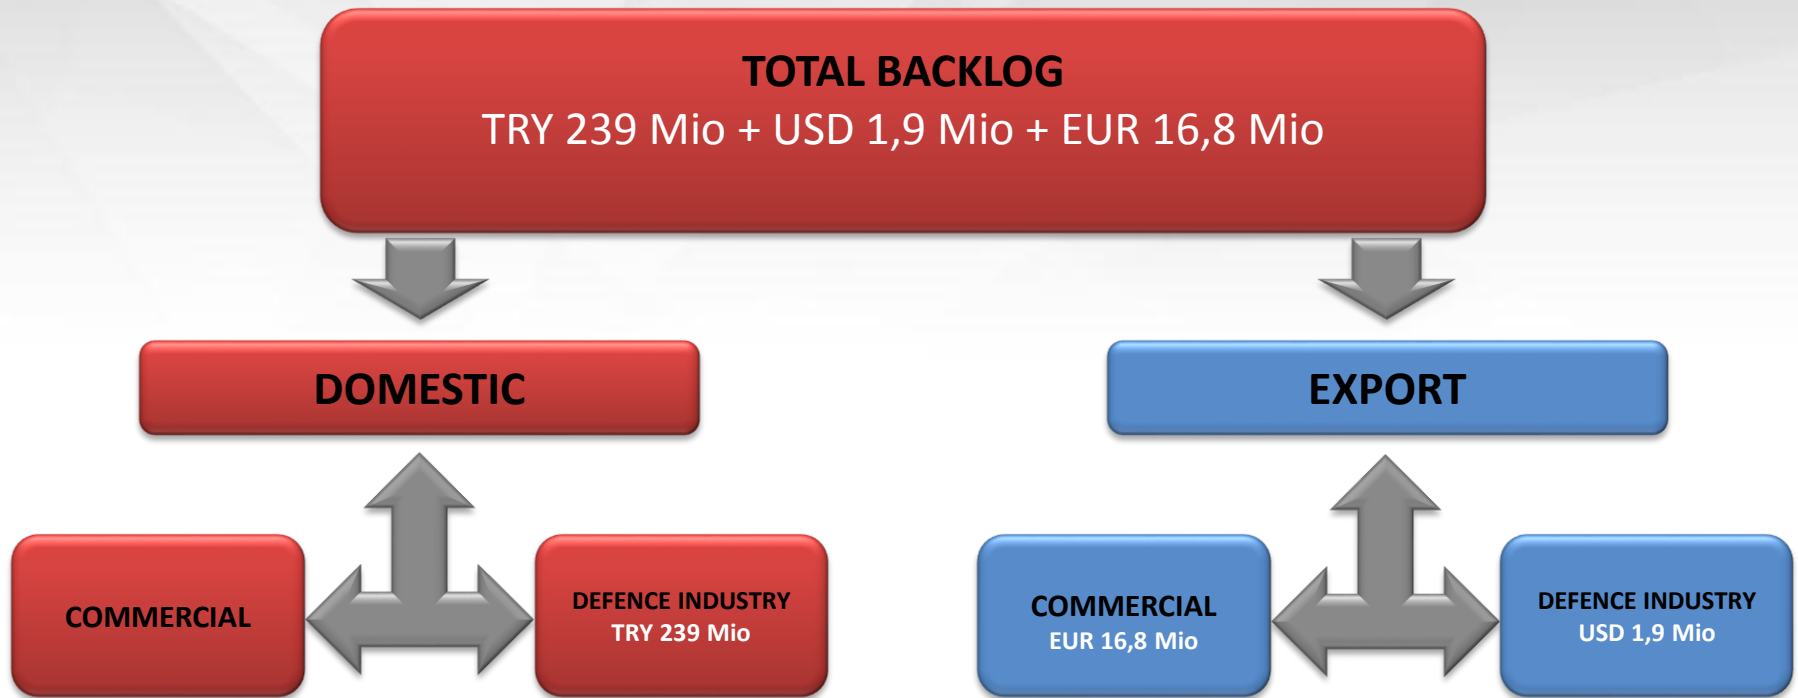 TOTAL BACKLOG
TRY 239 Mio + USD 1,9 Mio + EUR 16,8 Mio
DOMESTIC
EXPORT
COMMERCIAL
DEFENCE INDUSTRY
TRY 239 Mio
COMMERCIAL
EUR 16,8 Mio
DEFENCE INDUSTRY
USD 1,9 Mio